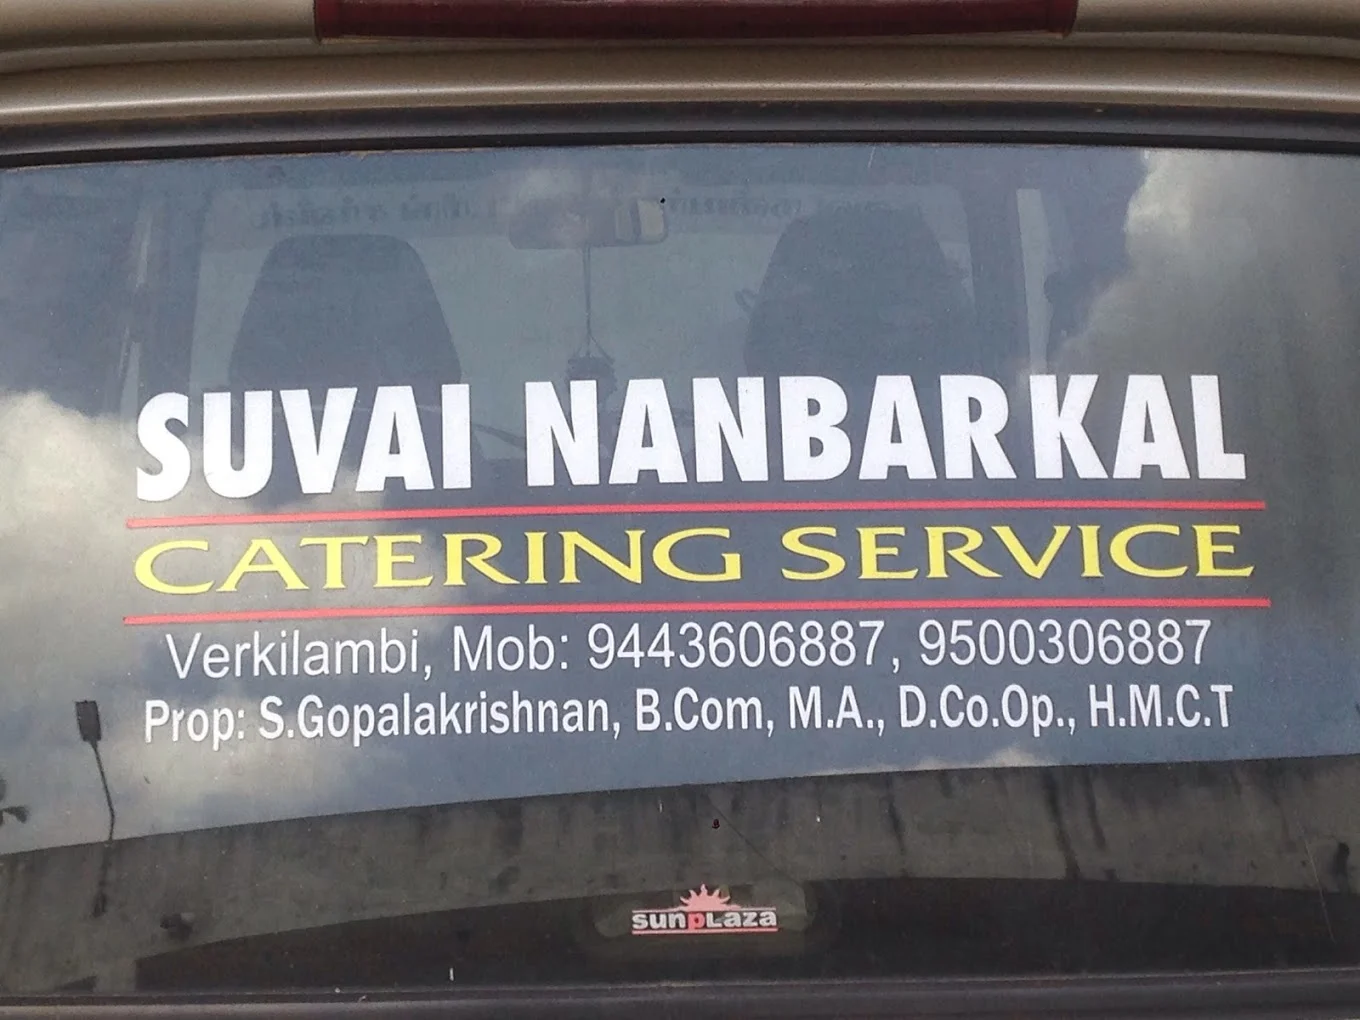 SUVAI NANBARKAL
CATERING SERVICE
Verkilambi, Mob: 9443606887, 9500306887
Prop: S.Gopalakrishnan, B.Com, M.A., D.Co.Op., H.M.C.T
sunpLaza